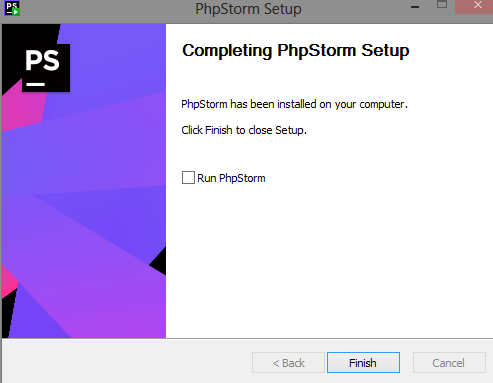 PS
PhpStorm Setup
PS
Completing PhpStorm Setup
PhpStorm has been installed on your computer.
Click Finish to close Setup.
Run PhpStorm
< Back
Finish
Cancel